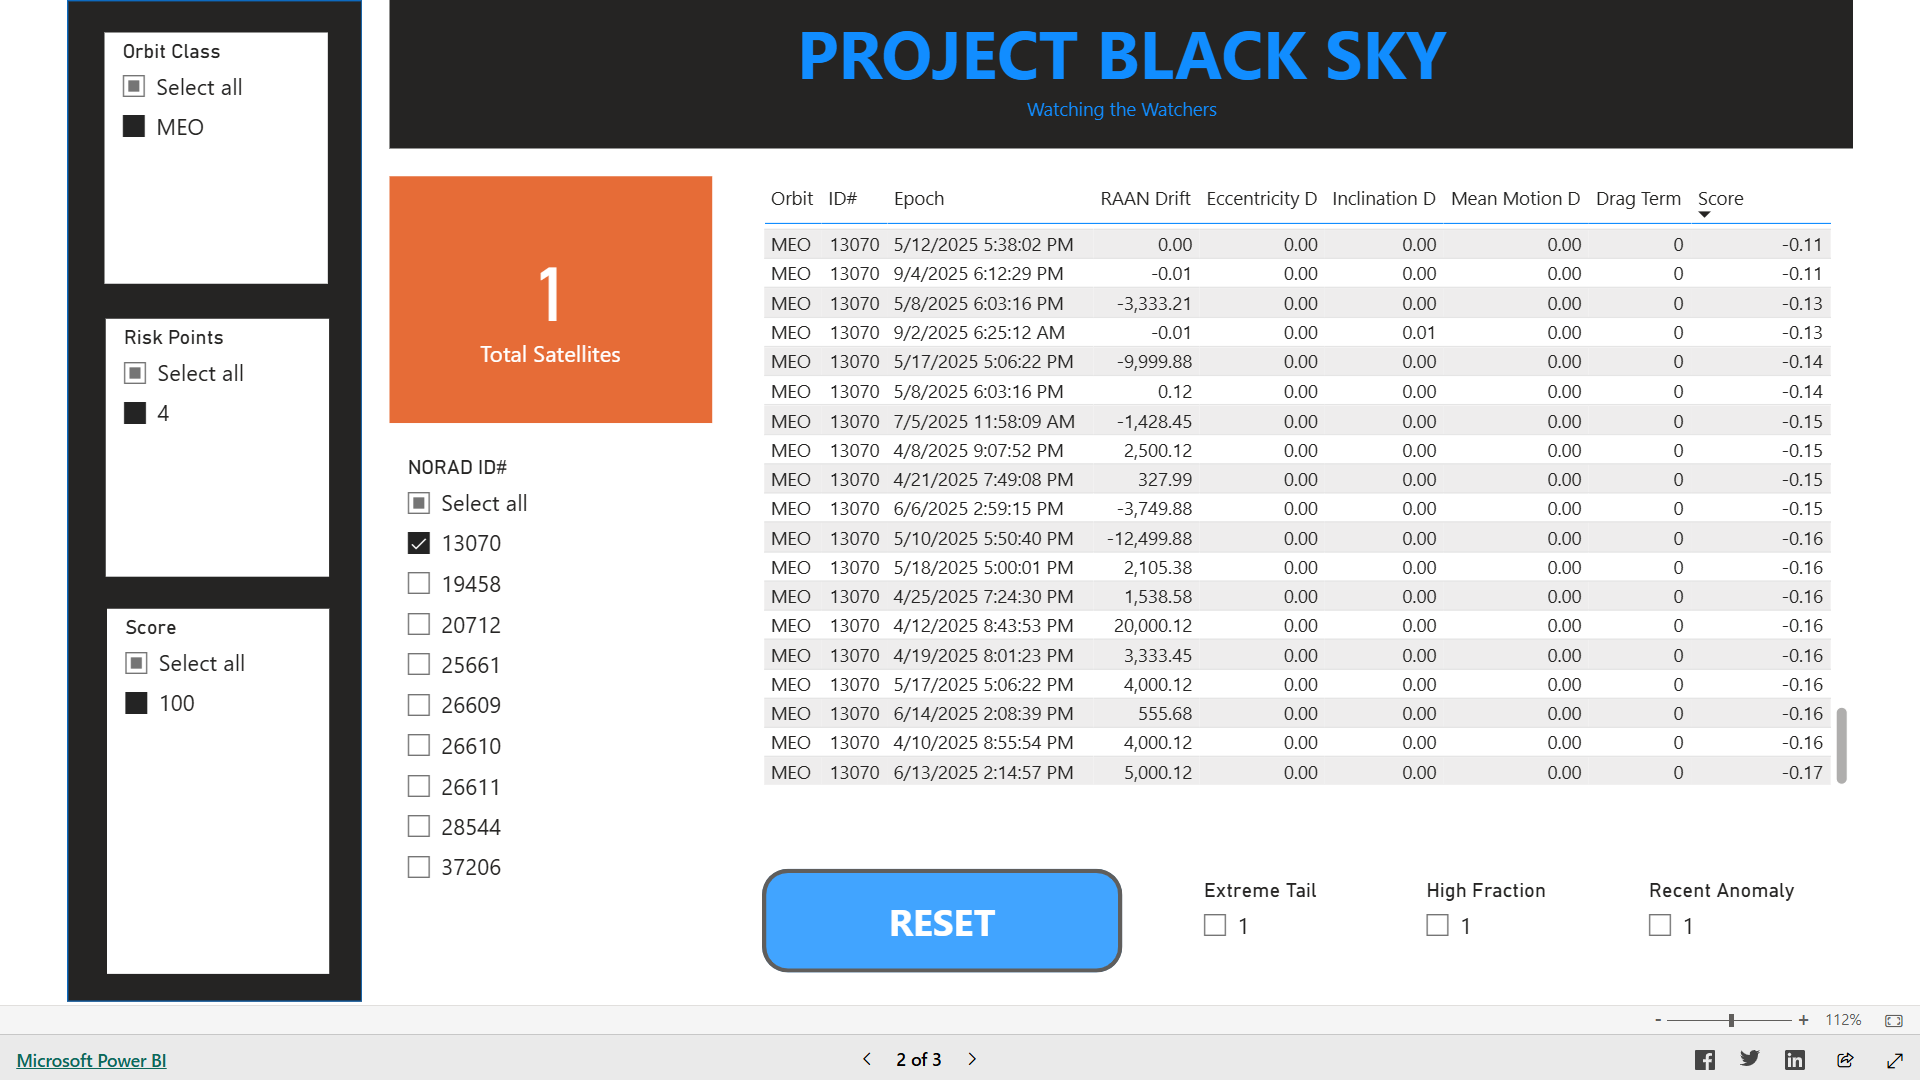 Orbit Class
Select all
MEO
Risk Points
Select all
4
Score
Select all
100
PROJECT BLACK SKY
Watching the Watchers
1
Total Satellites
NORAD ID#
Select all
13070
19458
20712
25661
26609
26610
26611
28544
37206
Orbit ID# Epoch RAAN Drift Eccentricity D Inclination D Mean Motion D Drag Term Score
MEO 13070 5/12/2025 5:38:02 PM 0.00 0.00 0.00 0.00 0 -0.11
MEO 13070 9/4/2025 6:12:29 PM -0.01 0.00 0.00 0.00 0 -0.11
MEO 13070 5/8/2025 6:03:16 PM -3,333.21 0.00 0.00 0.00 0 -0.13
MEO 13070 9/2/2025 6:25:12 AM -0.01 0.00 0.01 0.00 0 -0.13
MEO 13070 5/17/2025 5:06:22 PM -9,999.88 0.00 0.00 0.00 0 -0.14
MEO 13070 5/8/2025 6:03:16 PM 0.12 0.00 0.00 0.00 0 -0.14
MEO 13070 7/5/2025 11:58:09 AM -1,428.45 0.00 0.00 0.00 0 -0.15
MEO 13070 4/8/2025 9:07:52 PM 2,500.12 0.00 0.00 0.00 0 -0.15
MEO 13070 4/21/2025 7:49:08 PM 327.99 0.00 0.00 0.00 0 -0.15
MEO 13070 6/6/2025 2:59:15 PM -3,749.88 0.00 0.00 0.00 0 -0.15
MEO 13070 5/10/2025 5:50:40 PM -12,499.88 0.00 0.00 0.00 0 -0.16
MEO 13070 5/18/2025 5:00:01 PM 2,105.38 0.00 0.00 0.00 0 -0.16
MEO 13070 4/25/2025 7:24:30 PM 1,538.58 0.00 0.00 0.00 0 -0.16
MEO 13070 4/12/2025 8:43:53 PM 20,000.12 0.00 0.00 0.00 0 -0.16
MEO 13070 4/19/2025 8:01:23 PM 3,333.45 0.00 0.00 0.00 0 -0.16
MEO 13070 5/17/2025 5:06:22 PM 4,000.12 0.00 0.00 0.00 0 -0.16
MEO 13070 6/14/2025 2:08:39 PM 555.68 0.00 0.00 0.00 0 -0.16
MEO 13070 4/10/2025 8:55:54 PM 4,000.12 0.00 0.00 0.00 0 -0.16
MEO 13070 6/13/2025 2:14:57 PM 5,000.12 0.00 0.00 0.00 0 -0.17
RESET
Extreme Tail
1
High Fraction
1
Recent Anomaly
1
- + 112%
Microsoft Power BI
2 of 3